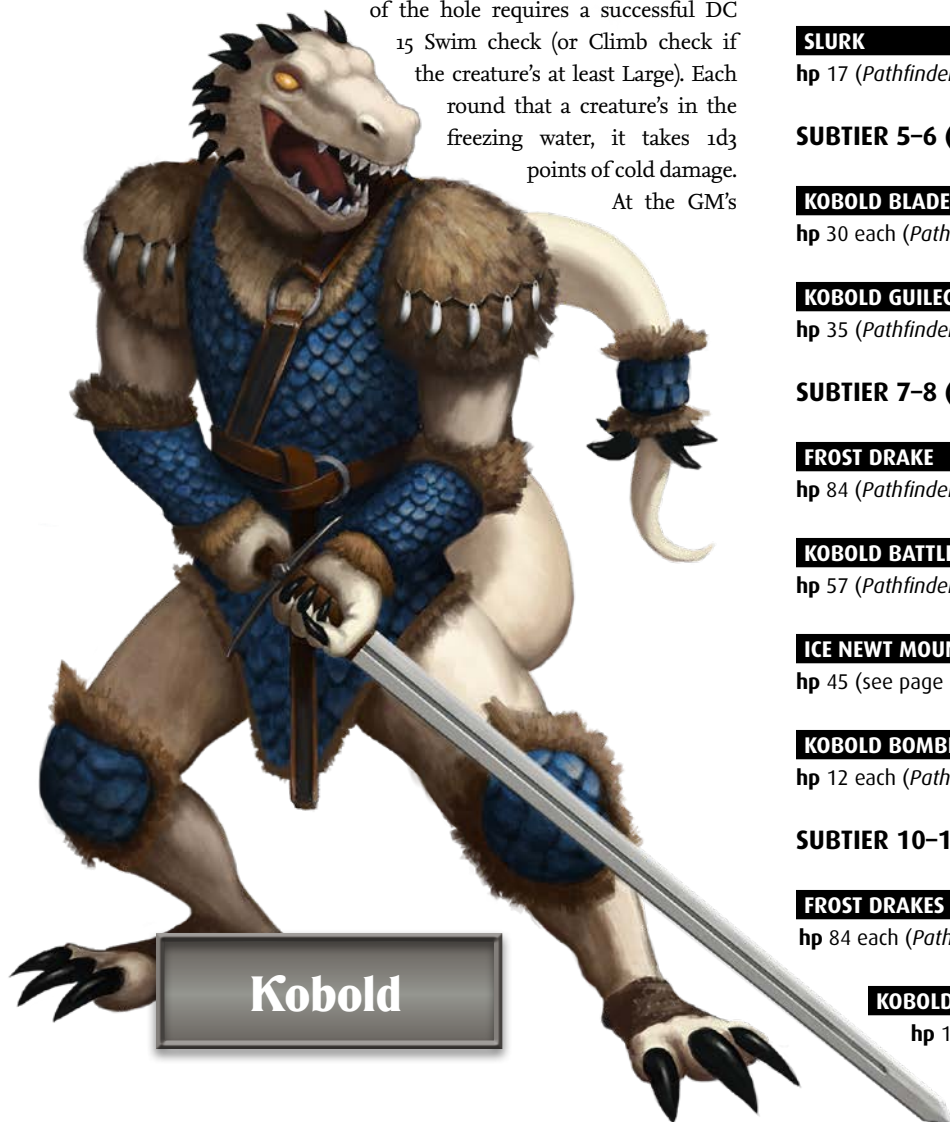 of the hole requires a successful DC
15 Swim check (or Climb check if
the creature's at least Large). Each
round that a creature's in the
freezing water, it takes 1d3
points of cold damage.
At the GM's
Kobold
SLURK
hp 17 (Pathfinder
SUBTIER 5–6 (
KOBOLD BLADE
hp 30 each (Path
KOBOLD GUILE
hp 35 (Pathfinder
SUBTIER 7–8 (
FROST DRAKE
hp 84 (Pathfinder
KOBOLD BATTL
hp 57 (Pathfinder
ICE NEWT MOUN
hp 45 (see page
KOBOLD BOMB
hp 12 each (Path
SUBTIER 10–1
FROST DRAKES
hp 84 each (Path
KOBOLD
hp 1